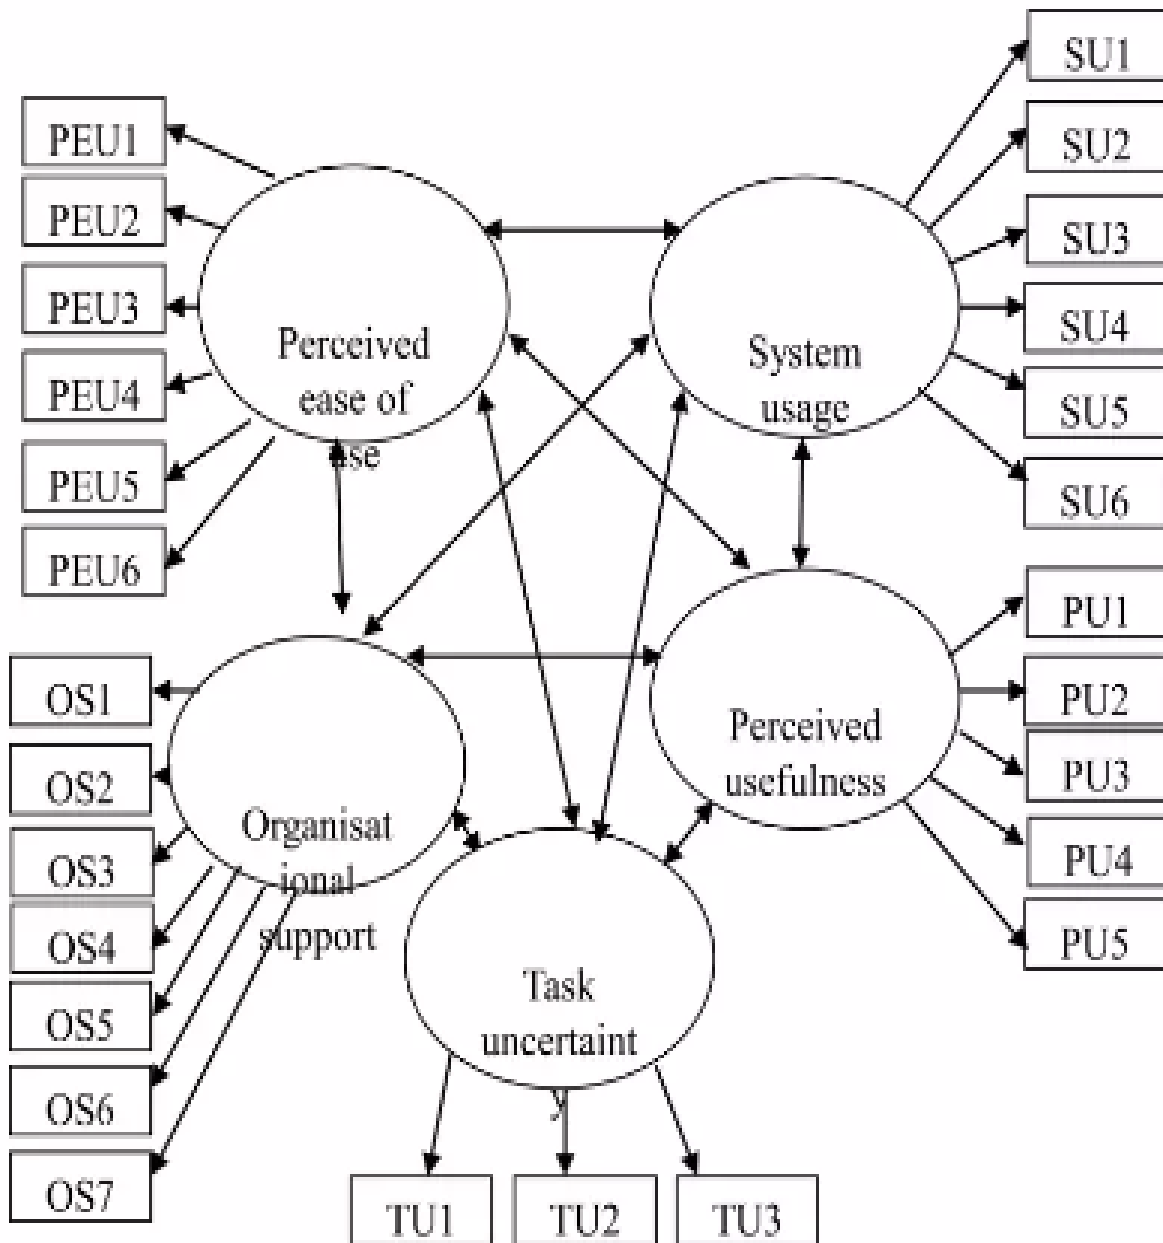 SU1
SU2
SU3
SU4
SU5
SU6
PEU1
PEU2
PEU3
PEU4
PEU5
PEU6
Perceived
ease of
use
System
usage
PU1
PU2
PU3
PU4
PU5
Perceived
usefulness
OS1
OS2
OS3
OS4
OS5
OS6
OS7
Organisat
ional
support
Task
uncertaint
y
TU1
TU2
TU3